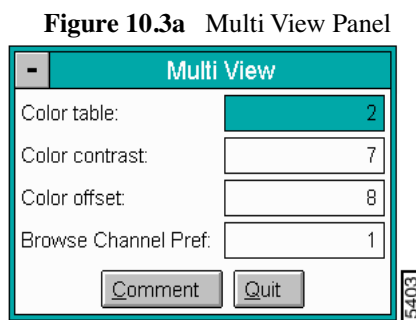 Figure 10.3a Multi View Panel
- Multi View
Color table: 2
Color contrast: 7
Color offset: 8
Browse Channel Pref: 1
Comment Quit
5403